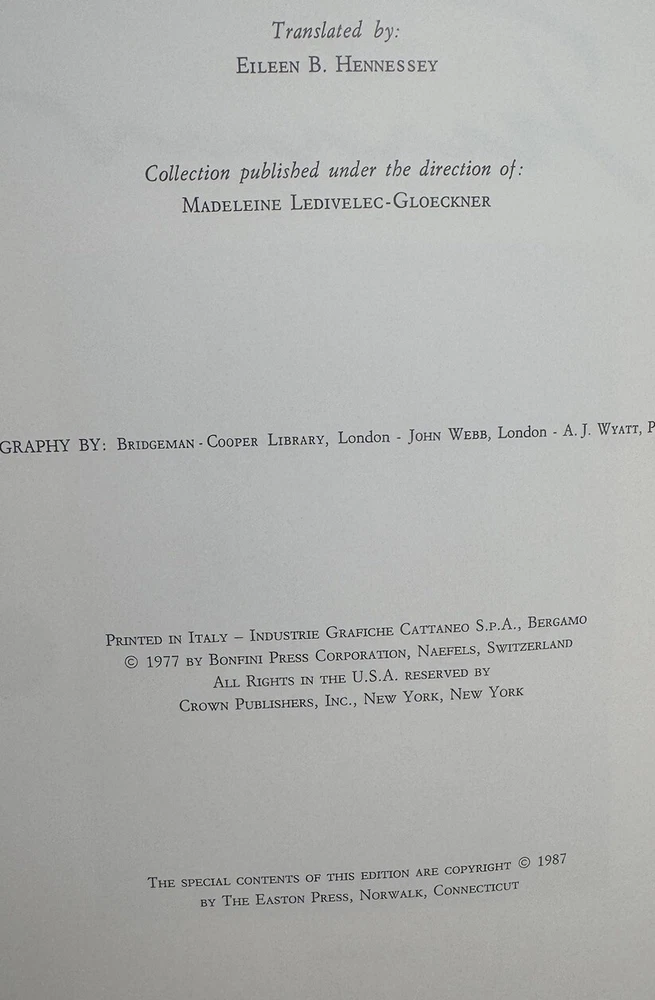 Translated by:
Eileen B. Hennessey
Collection published under the direction of:
Madeleine Ledivelec-Gloeckner
GRAPHY BY: Bridgeman-Cooper Library, London - John Webb, London - A. J. Wyatt, P
Printed in Italy – Industrie Grafiche Cattaneo S.p.A., Bergamo
© 1977 by Bonfini Press Corporation, Naefels, Switzerland
All Rights in the U.S.A. reserved by
Crown Publishers, Inc., New York, New York
The special contents of this edition are copyright © 1987
by The Easton Press, Norwalk, Connecticut